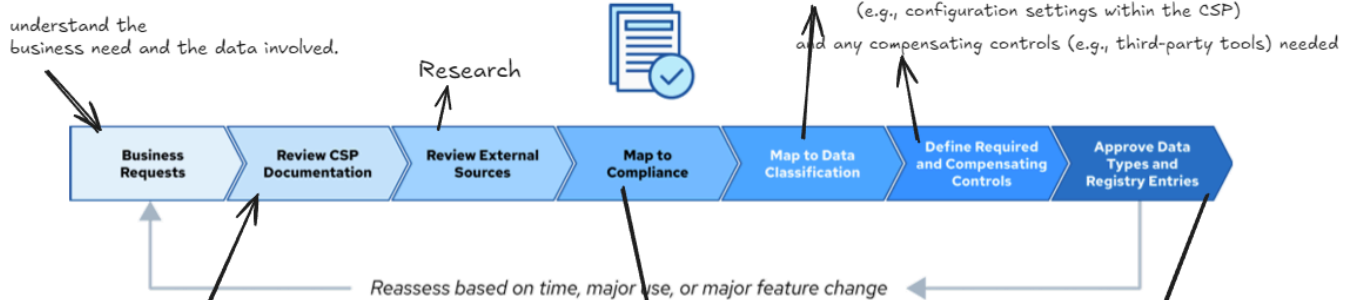 understand the
business need and the data involved.
Research
(e.g., configuration settings within the CSP)
and any compensating controls (e.g., third-party tools) needed
Business
Requests
Review CSP
Documentation
Review External
Sources
Map to
Compliance
Map to Data
Classification
Define Required
and Compensating
Controls
Approve Data
Types and
Registry Entries
Reassess based on time, major use, or major feature change